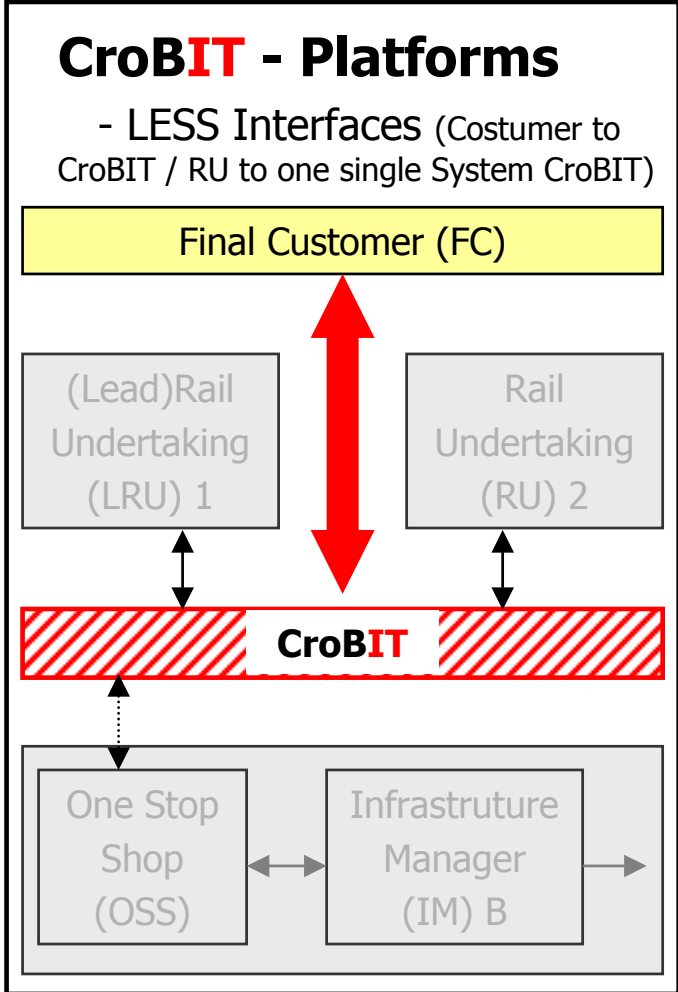 CroBIT - Platforms
- LESS Interfaces (Costumer to
CroBIT / RU to one single System CroBIT)
Final Customer (FC)
(Lead)Rail
Undertaking
(LRU) 1
Rail
Undertaking
(RU) 2
CroBIT
One Stop
Shop
(OSS)
Infrastruture
Manager
(IM) B